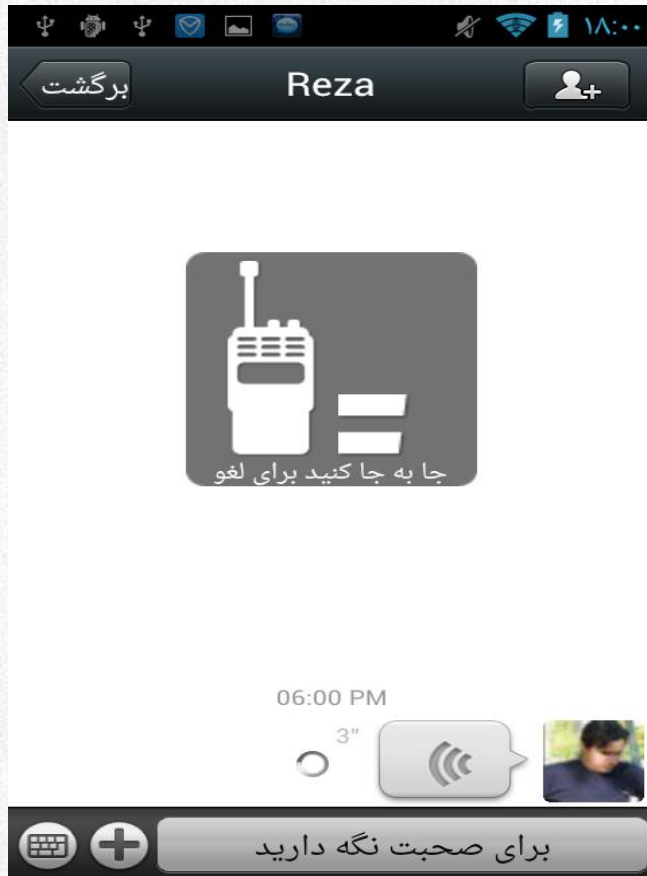 ۱۸:۰۰
برگشت
Reza
جا به جا کنید برای لغو
06:00 PM
3"
برای صحبت نگه دارید